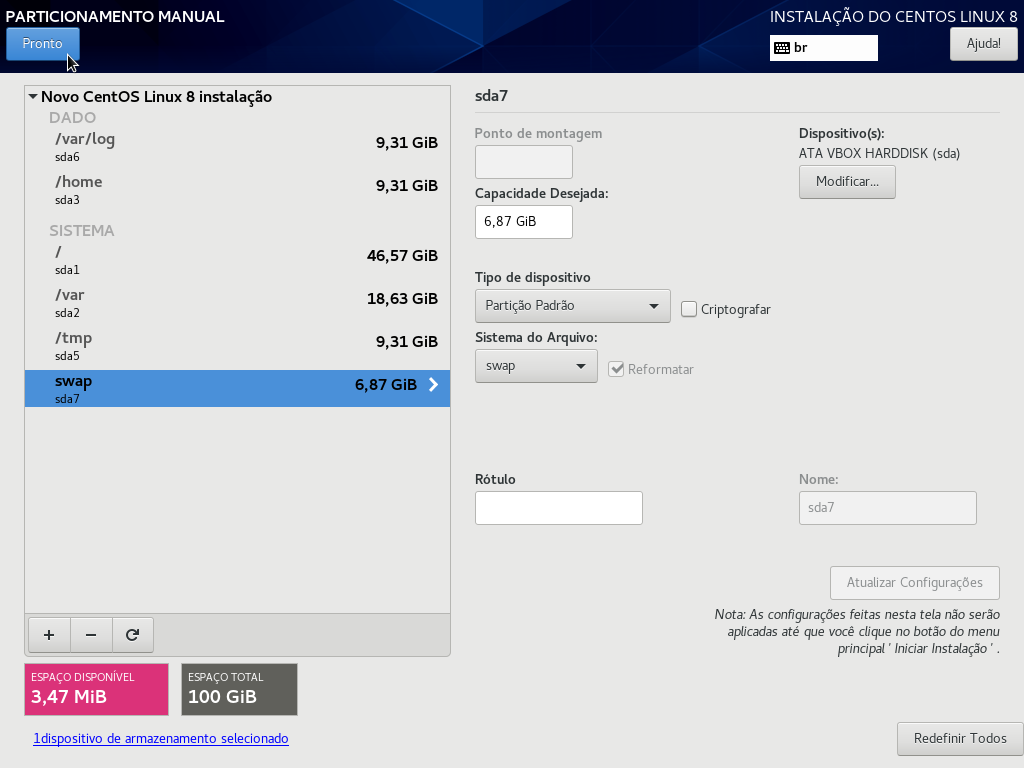 PARTICIONAMENTO MANUAL
INSTALAÇÃO DO CENTOS LINUX 8
Pronto
br
Ajuda!
Novo CentOS Linux 8 instalação
DADO
/var/log
9,31 GiB
sda6
/home
9,31 GiB
sda3
SISTEMA
/
46,57 GiB
sda1
/var
18,63 GiB
sda2
/tmp
9,31 GiB
sda5
swap
6,87 GiB
sda7
sda7
Ponto de montagem
Dispositivo(s):
ATA VBOX HARDDISK (sda)
Modificar...
Capacidade Desejada:
6,87 GiB
Tipo de dispositivo
Partição Padrão
Criptografar
Sistema do Arquivo:
swap
Reformatar
Rótulo
Nome:
sda7
Atualizar Configurações
Nota: As configurações feitas nesta tela não serão
aplicadas até que você clique no botão do menu
principal ' Iniciar Instalação ' .
ESPAÇO DISPONÍVEL
3,47 MiB
ESPAÇO TOTAL
100 GiB
1dispositivo de armazenamento selecionado
Redefinir Todos